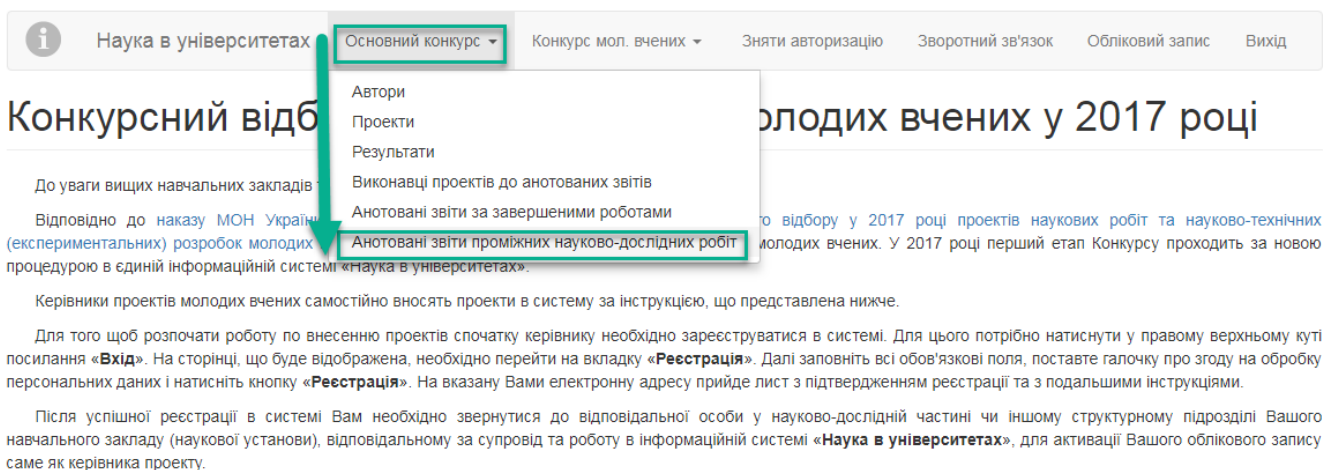 Наука в університетах Основний конкурс Конкурс мол. вчених Зняти авторизацію Зворотний зв'язок Обліковий запис Вихід
Автори
Проекти
Результати
Виконавці проектів до анотованих звітів
Анотовані звіти за завершеними роботами
Анотовані звіти проміжних науково-дослідних робіт
Конкурсний відб олодих вчених у 2017 році
До уваги вищих навчальних закладів
Відповідно до наказу МОН України го відбору у 2017 році проектів наукових робіт та науково-технічних
(експериментальних) розробок молодих молодих вчених. У 2017 році перший етап Конкурсу проходить за новою
процедурою в єдиній інформаційній системі «Наука в університетах».
Керівники проектів молодих вчених самостійно вносять проекти в систему за інструкцією, що представлена нижче.
Для того щоб розпочати роботу по внесенню проектів спочатку керівнику необхідно зареєструватися в системі. Для цього потрібно натиснути у правому верхньому куті
посилання «Вхід». На сторінці, що буде відображена, необхідно перейти на вкладку «Реєстрація». Далі заповніть всі обов'язкові поля, поставте галочку про згоду на обробку
персональних даних і натисніть кнопку «Реєстрація». На вказану Вами електронну адресу прийде лист з підтвердженням реєстрації та з подальшими інструкціями.
Після успішної реєстрації в системі Вам необхідно звернутися до відповідальної особи у науково-дослідній частині чи іншому структурному підрозділі Вашого
навчального закладу (наукової установи), відповідальному за супровід та роботу в інформаційній системі «Наука в університетах», для активації Вашого облікового запису
саме як керівника проекту.